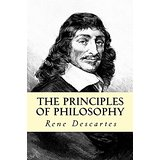 THE PRINCIPLES
OF PHILOSOPHY
Rene Descartes